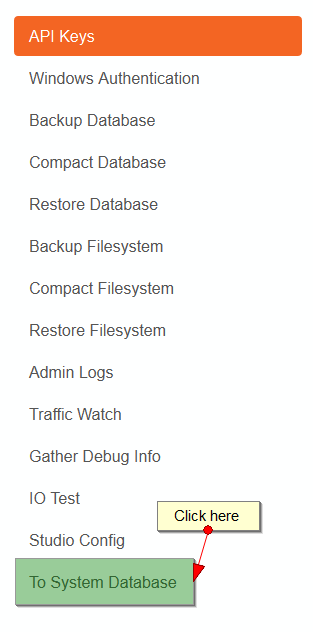 API Keys
Windows Authentication
Backup Database
Compact Database
Restore Database
Backup Filesystem
Compact Filesystem
Restore Filesystem
Admin Logs
Traffic Watch
Gather Debug Info
IO Test
Click here
Studio Config
To System Database